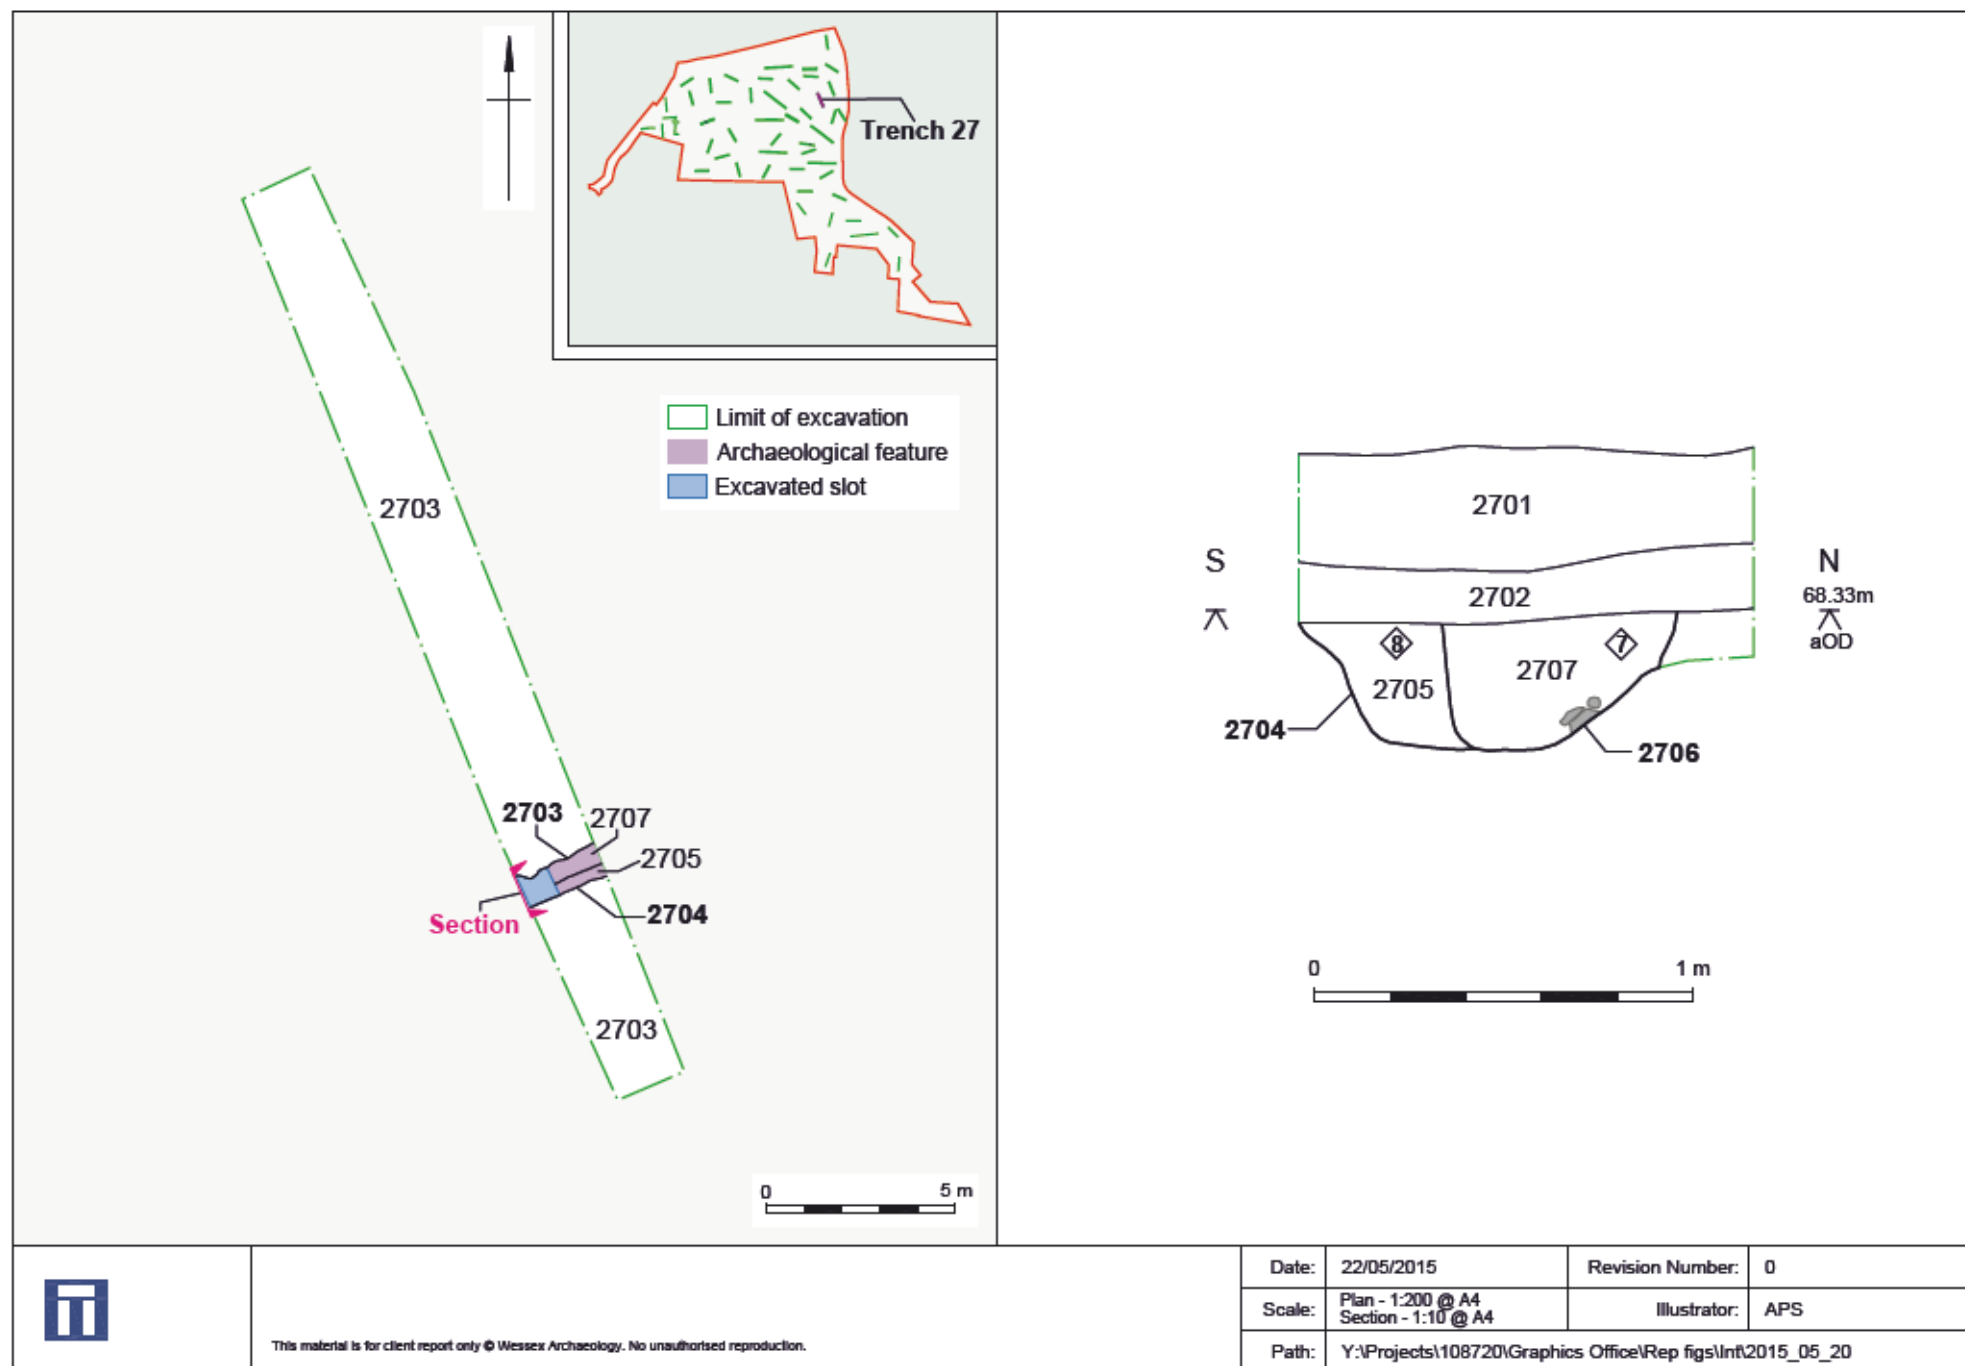 Trench 27
Limit of excavation
Archaeological feature
Excavated slot
2703
2703
2707
2705
2704
Section
2703
0 5 m
2701
S
N
2702
68.33m
aOD
8
7
2707
2705
2704
2706
0 1 m
Date: 22/05/2015 Revision Number: 0
Scale: Plan - 1:200 @ A4
Section - 1:10 @ A4
Illustrator: APS
This material is for client report only © Wessex Archaeology. No unauthorised reproduction.
Path: Y:\Projects\108720\Graphics Office\Rep figs\Int\2015_05_20